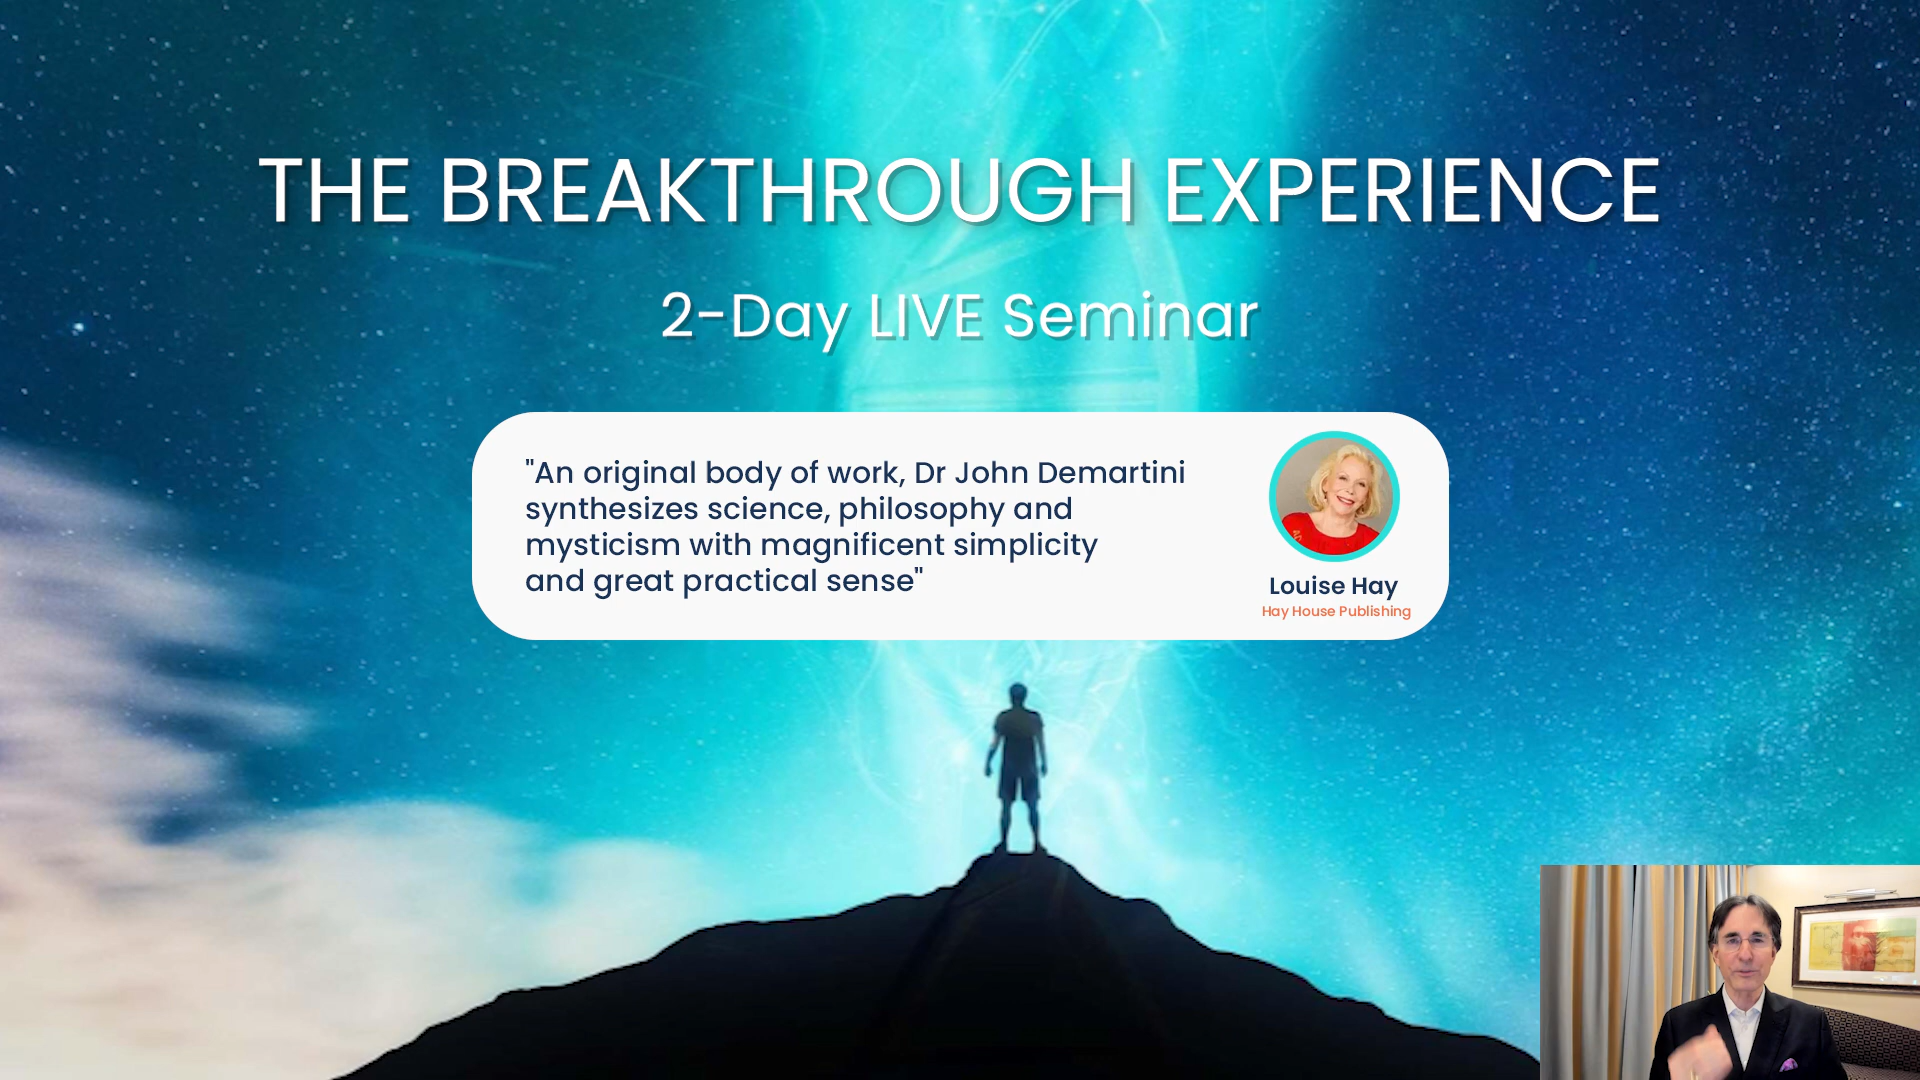 THE BREAKTHROUGH EXPERIENCE
2-Day LIVE Seminar
"An original body of work, Dr John Demartini
synthesizes science, philosophy and
mysticism with magnificent simplicity
and great practical sense"
Louise Hay
Hay House Publishing